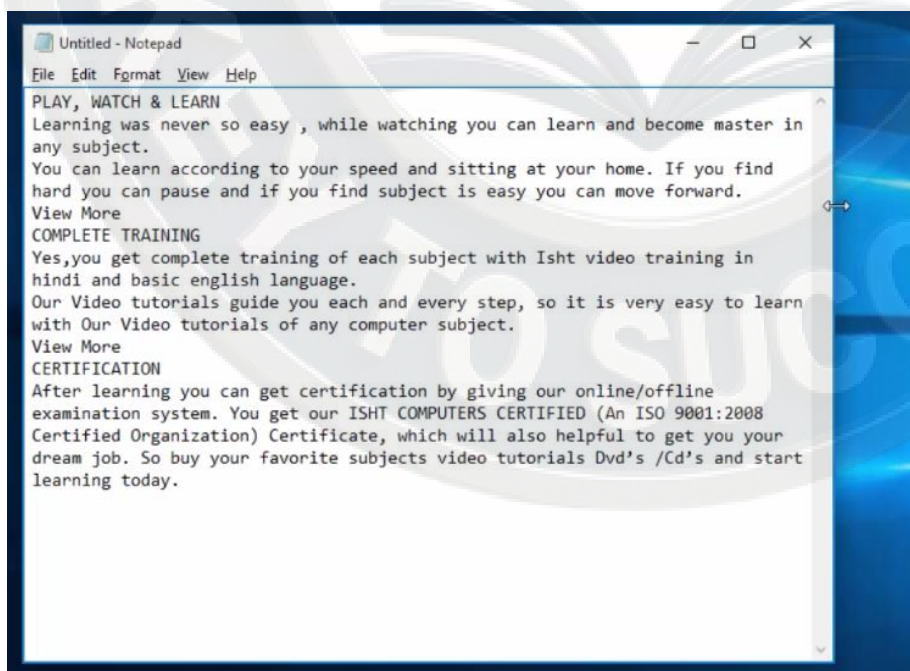 Untitled - Notepad
File Edit Format View Help
PLAY, WATCH & LEARN
Learning was never so easy , while watching you can learn and become master in
any subject.
You can learn according to your speed and sitting at your home. If you find
hard you can pause and if you find subject is easy you can move forward.
View More
COMPLETE TRAINING
Yes,you get complete training of each subject with Isht video training in
hindi and basic english language.
Our Video tutorials guide you each and every step, so it is very easy to learn
with Our Video tutorials of any computer subject.
View More
CERTIFICATION
After learning you can get certification by giving our online/offline
examination system. You get our ISHT COMPUTERS CERTIFIED (An ISO 9001:2008
Certified Organization) Certificate, which will also helpful to get you your
dream job. So buy your favorite subjects video tutorials Dvd’s /Cd’s and start
learning today.
TO